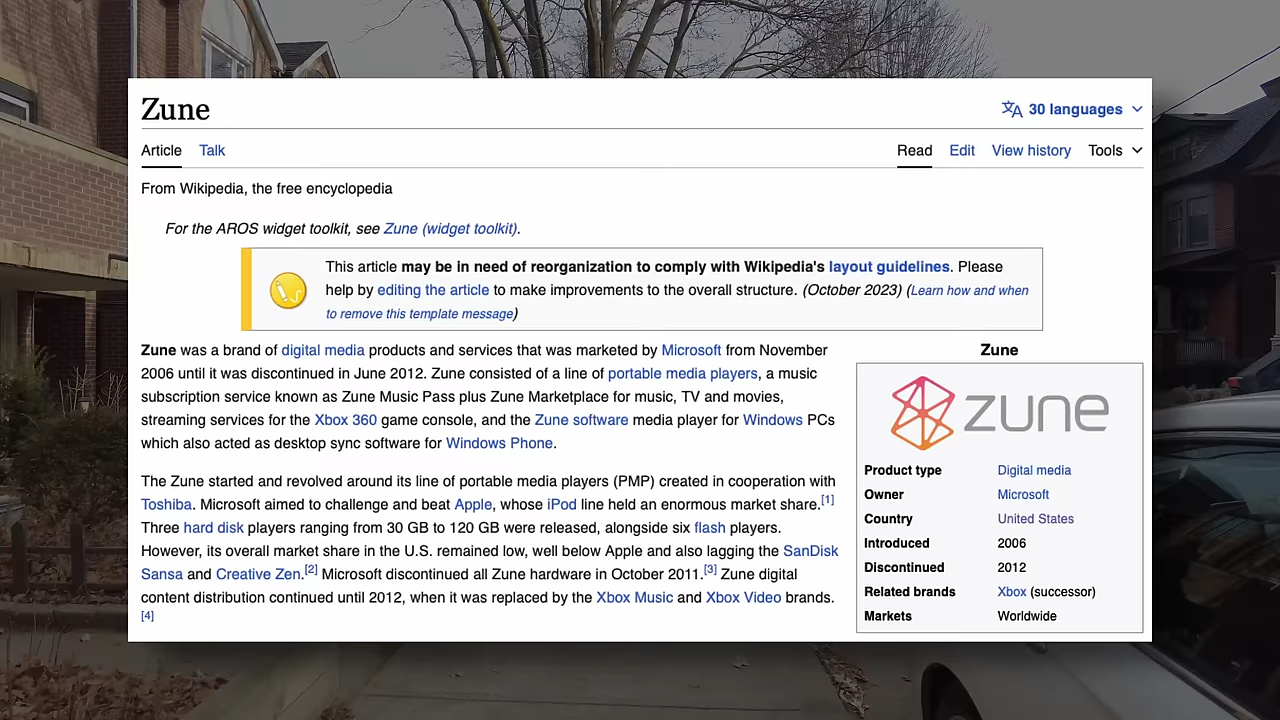 Zune
30 languages
Article Talk Read Edit View history Tools
From Wikipedia, the free encyclopedia
For the AROS widget toolkit, see Zune (widget toolkit).
This article may be in need of reorganization to comply with Wikipedia's layout guidelines. Please
help by editing the article to make improvements to the overall structure. (October 2023) (Learn how and when
to remove this template message)
Zune was a brand of digital media products and services that was marketed by Microsoft from November
2006 until it was discontinued in June 2012. Zune consisted of a line of portable media players, a music
subscription service known as Zune Music Pass plus Zune Marketplace for music, TV and movies,
streaming services for the Xbox 360 game console, and the Zune software media player for Windows PCs
which also acted as desktop sync software for Windows Phone.
The Zune started and revolved around its line of portable media players (PMP) created in cooperation with
Toshiba. Microsoft aimed to challenge and beat Apple, whose iPod line held an enormous market share.[1]
Three hard disk players ranging from 30 GB to 120 GB were released, alongside six flash players.
However, its overall market share in the U.S. remained low, well below Apple and also lagging the SanDisk
Sansa and Creative Zen.[2] Microsoft discontinued all Zune hardware in October 2011.[3] Zune digital
content distribution continued until 2012, when it was replaced by the Xbox Music and Xbox Video brands.
[4]
Zune
zune
Product type Digital media
Owner Microsoft
Country United States
Introduced 2006
Discontinued 2012
Related brands Xbox (successor)
Markets Worldwide